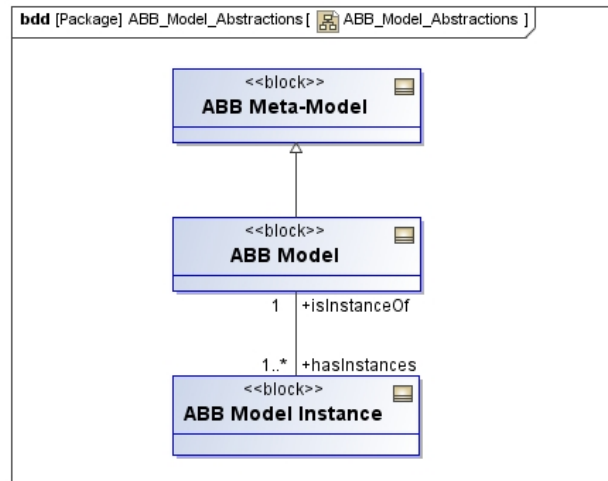 bdd [Package] ABB_Model_Abstractions [ ABB_Model_Abstractions ]
<<block>>
ABB Meta-Model
<<block>>
ABB Model
1 +isInstanceOf
1..* +hasInstances
<<block>>
ABB Model Instance